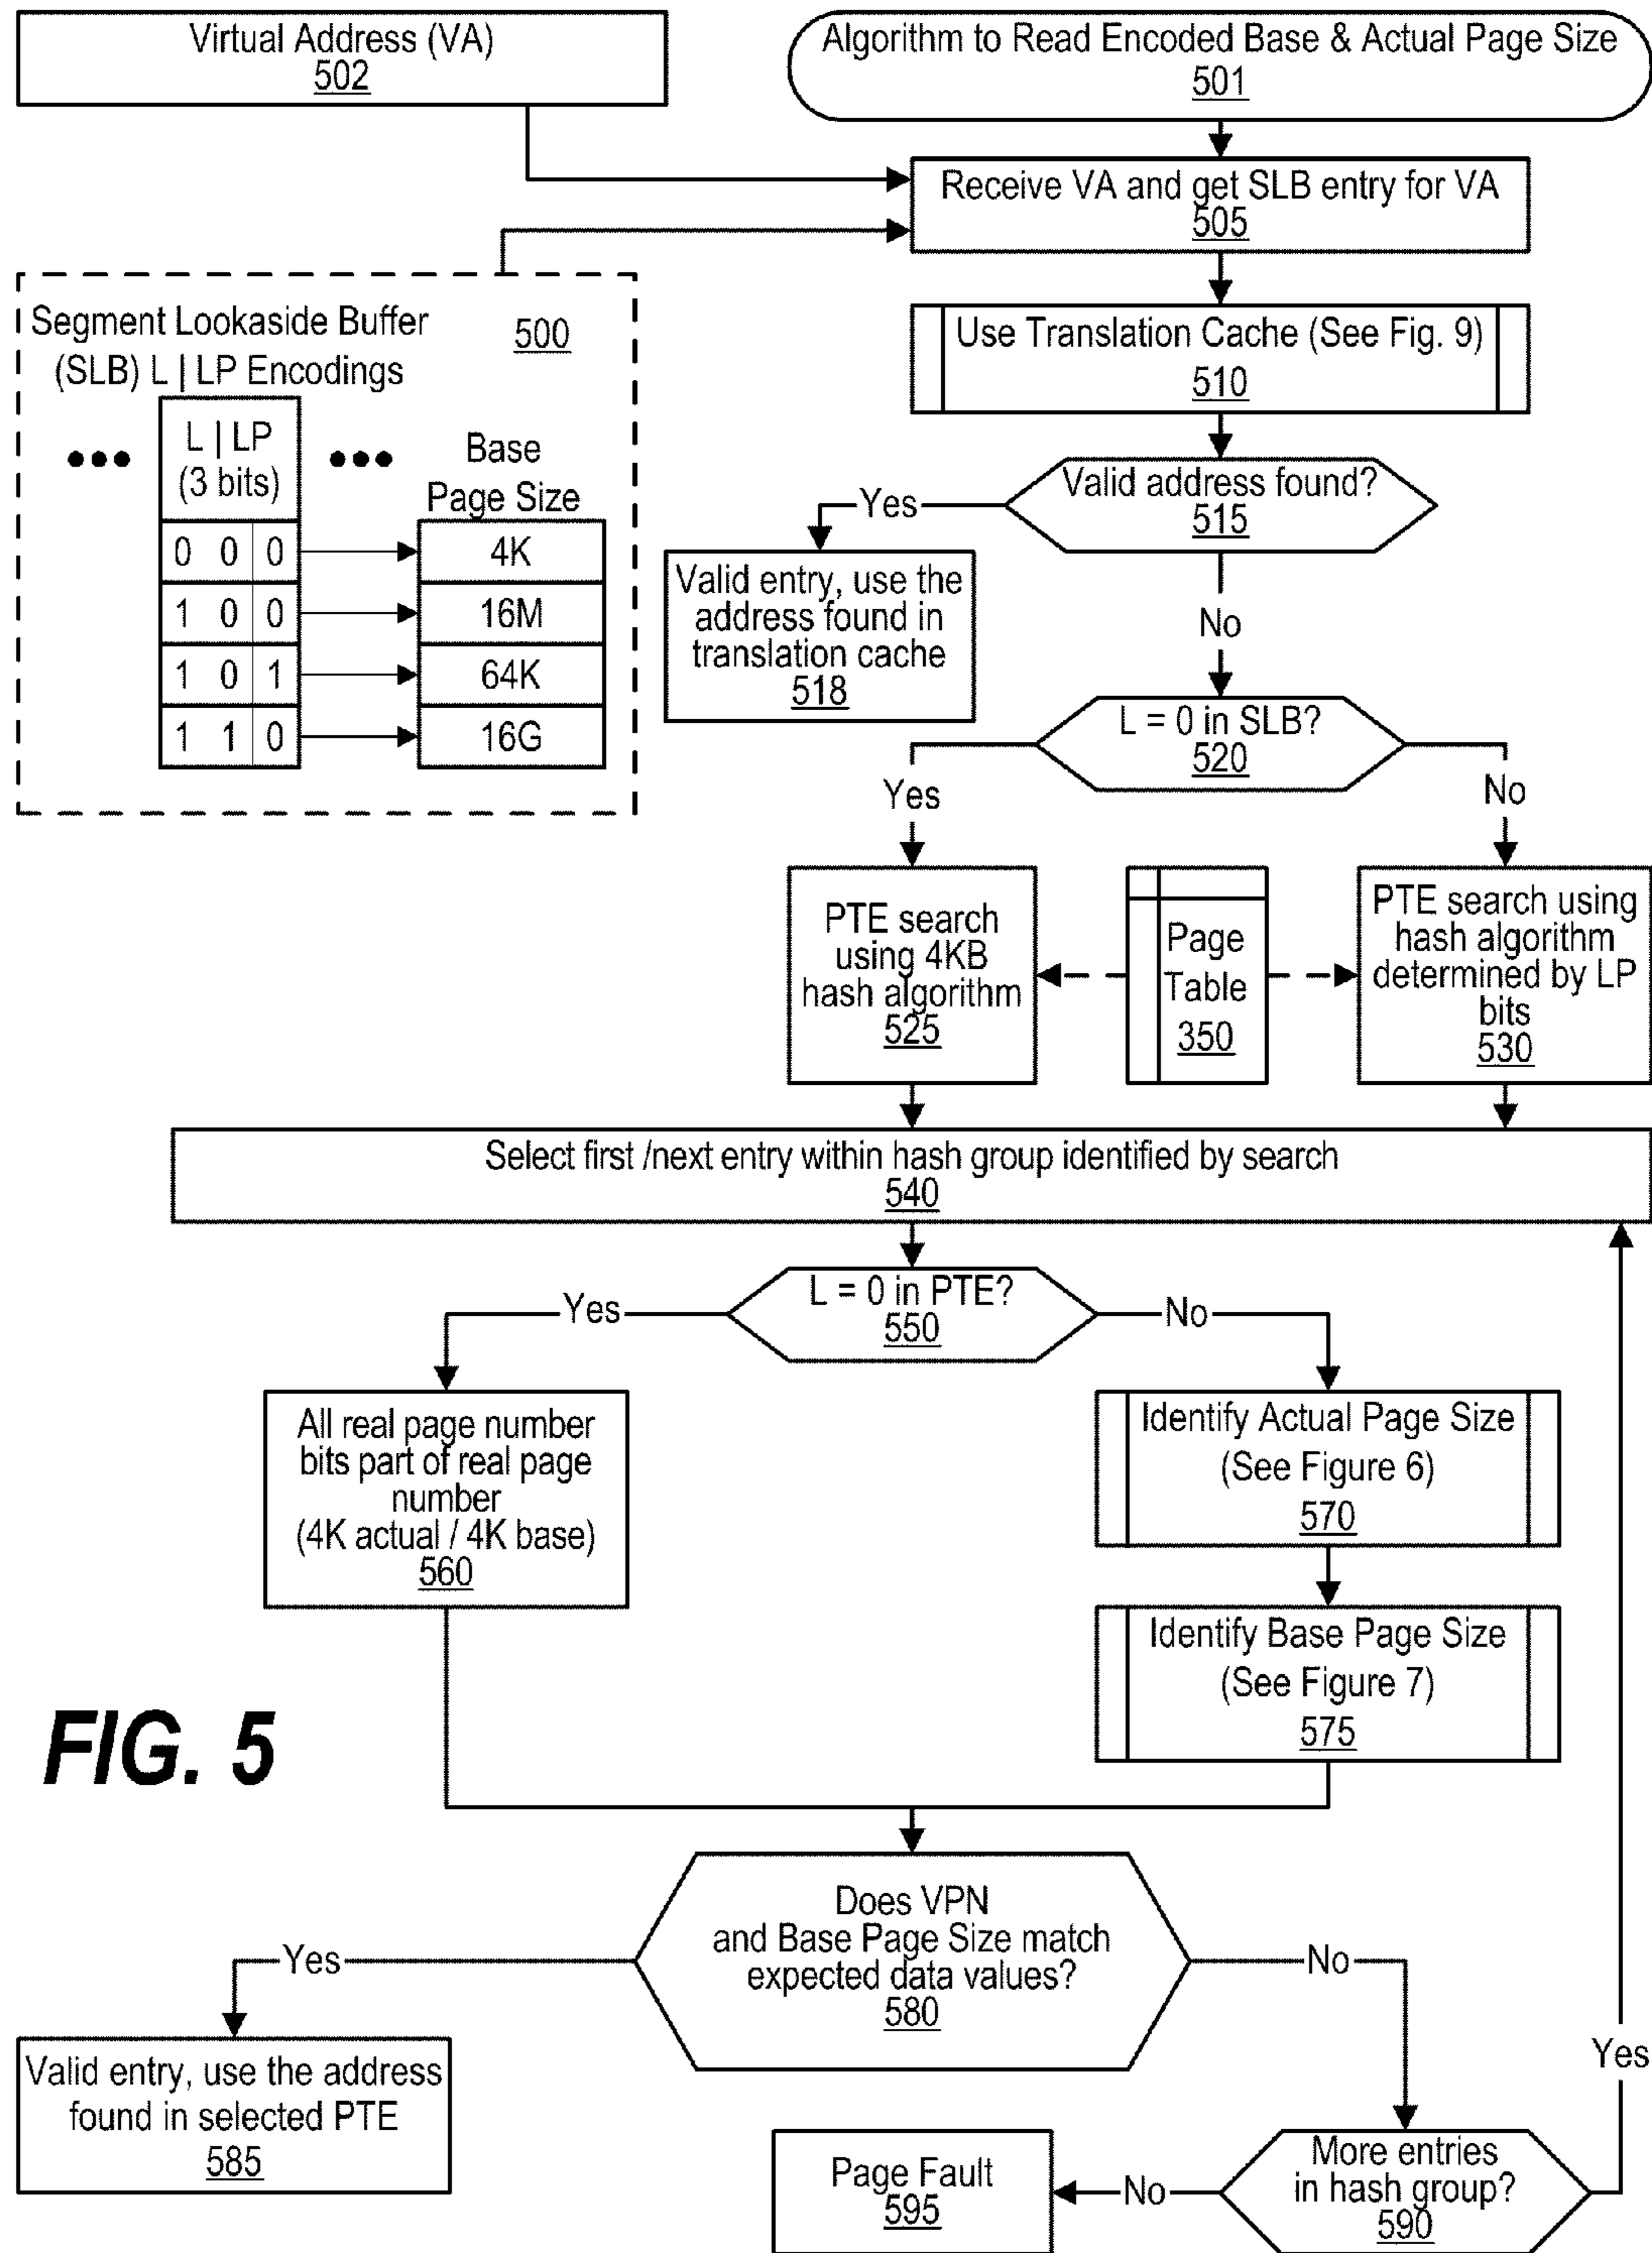 Virtual Address (VA)
502
Algorithm to Read Encoded Base & Actual Page Size
501
Receive VA and get SLB entry for VA
505
Segment Lookaside Buffer
(SLB) L | LP Encodings
500
L | LP
(3 bits)
•••
•••
Base
Page Size
0 0 0
4K
1 0 0
16M
1 0 1
64K
1 1 0
16G
Use Translation Cache (See Fig. 9)
510
Valid address found?
515
Yes
Valid entry, use the
address found in
translation cache
518
No
L = 0 in SLB?
520
Yes
No
PTE search
using 4KB
hash algorithm
525
Page
Table
350
PTE search using
hash algorithm
determined by LP
bits
530
Select first /next entry within hash group identified by search
540
L = 0 in PTE?
550
Yes
No
All real page number
bits part of real page
number
(4K actual / 4K base)
560
Identify Actual Page Size
(See Figure 6)
570
Identify Base Page Size
(See Figure 7)
575
FIG. 5
Does VPN
and Base Page Size match
expected data values?
580
Yes
No
Valid entry, use the address
found in selected PTE
585
More entries
in hash group?
590
Yes
No
Page Fault
595